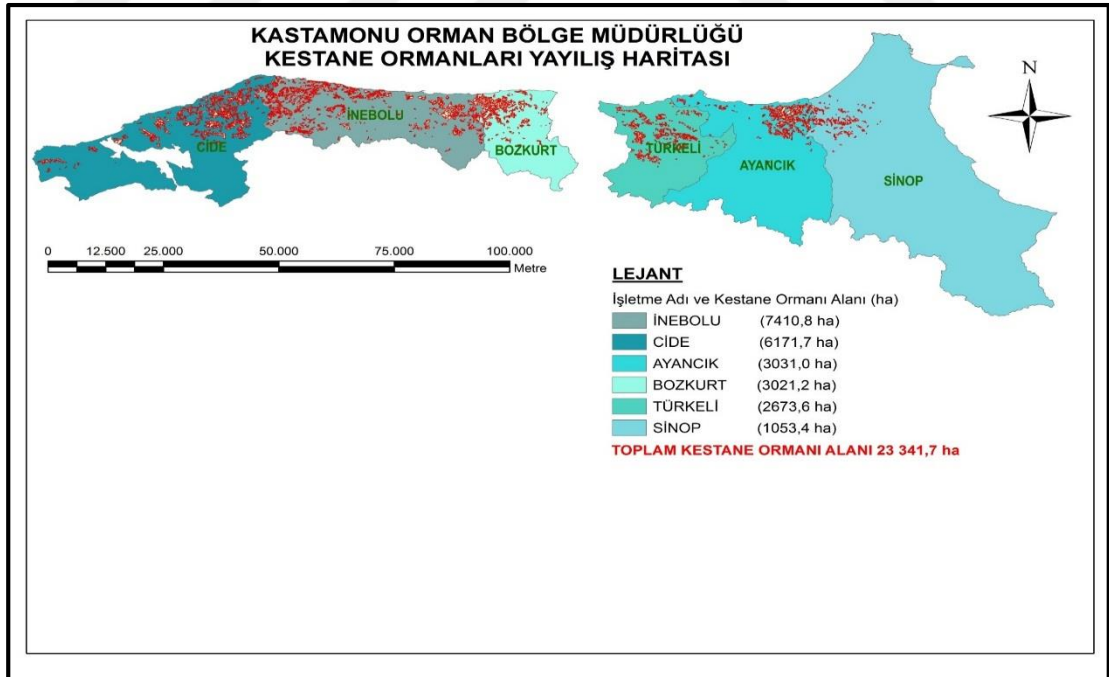 KASTAMONU ORMAN BÖLGE MÜDÜRLÜĞÜ
KESTANE ORMANLARI YAYILIŞ HARİTASI
N
CİDE
İNEBOLU
BOZKURT
TÜRKELİ
AYANCIK
SİNOP
0 12.500 25.000 50.000 75.000 100.000
Metre
LEJANT
İşletme Adı ve Kestane Ormanı Alanı (ha)
İNEBOLU (7410,8 ha)
CİDE (6171,7 ha)
AYANCIK (3031,0 ha)
BOZKURT (3021,2 ha)
TÜRKELİ (2673,6 ha)
SİNOP (1053,4 ha)
TOPLAM KESTANE ORMANI ALANI 23 341,7 ha